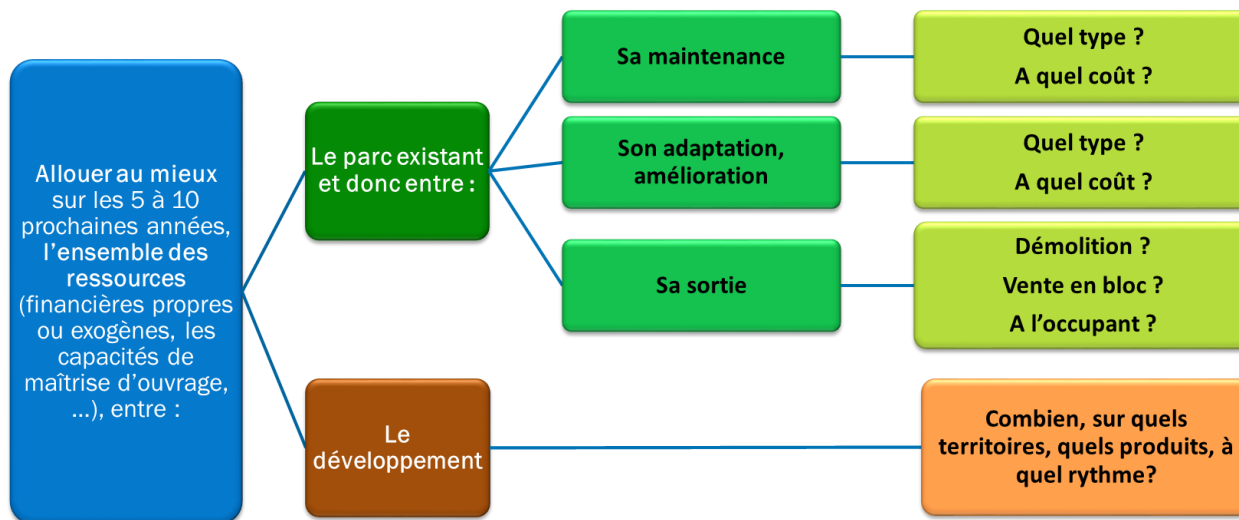 Allouer au mieux
sur les 5 à 10
prochaines années,
l’ensemble des
ressources
(financières propres
ou exogènes, les
capacités de
maîtrise d’ouvrage,
...), entre :
Le parc existant
et donc entre :
Sa maintenance
Quel type ?
A quel coût ?
Son adaptation,
amélioration
Quel type ?
A quel coût ?
Sa sortie
Démolition ?
Vente en bloc ?
A l’occupant ?
Le
développement
Combien, sur quels
territoires, quels produits, à
quel rythme?